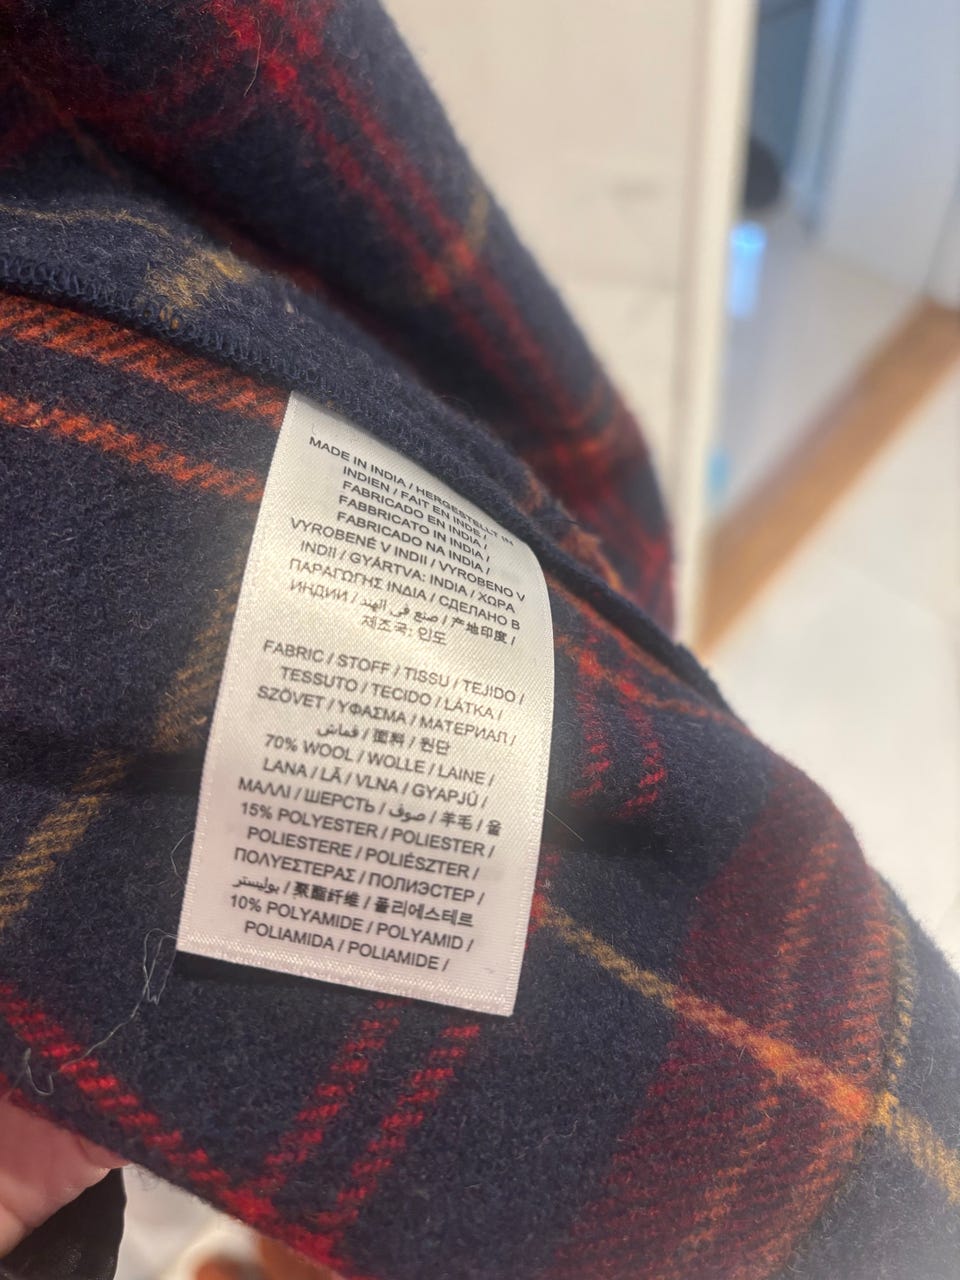 MADE IN INDIA / HERGESTELLT IN
INDIEN / FAIT EN INDE /
FABRICADO EN INDIA /
FABBRICATO IN INDIA /
FABRICADO NA INDIA /
VYROBENÉ V INDII / VYROBENO V
INDII / GYÁRTVA: INDIA / ΧΩΡΑ
ΠΑΡΑΓΩΓΗΣ ΙΝΔΙΑ / СДЕЛАНО В
ИНДИИ / صنع في الهند / 产地印度 /
제조국: 인도
FABRIC / STOFF / TISSU / TEJIDO /
TESSUTO / TECIDO / LÁTKA /
SZÖVET / ΥΦΑΣΜΑ / МАТЕРИАЛ /
قماش / 面料 / 원단
70% WOOL / WOLLE / LAINE /
LANA / LÃ / VLNA / GYAPJÚ /
ΜΑΛΛΙ / ШЕРСТЬ / صوف / 羊毛 / 울
15% POLYESTER / POLIESTER /
POLIESTERE / POLIÉSZTER /
ΠΟΛΥΕΣΤΕΡΑΣ / ПОЛИЭСТЕР /
بوليستر / 聚酯纤维 / 폴리에스테르
10% POLYAMIDE / POLYAMID /
POLIAMIDA / POLIAMIDE /